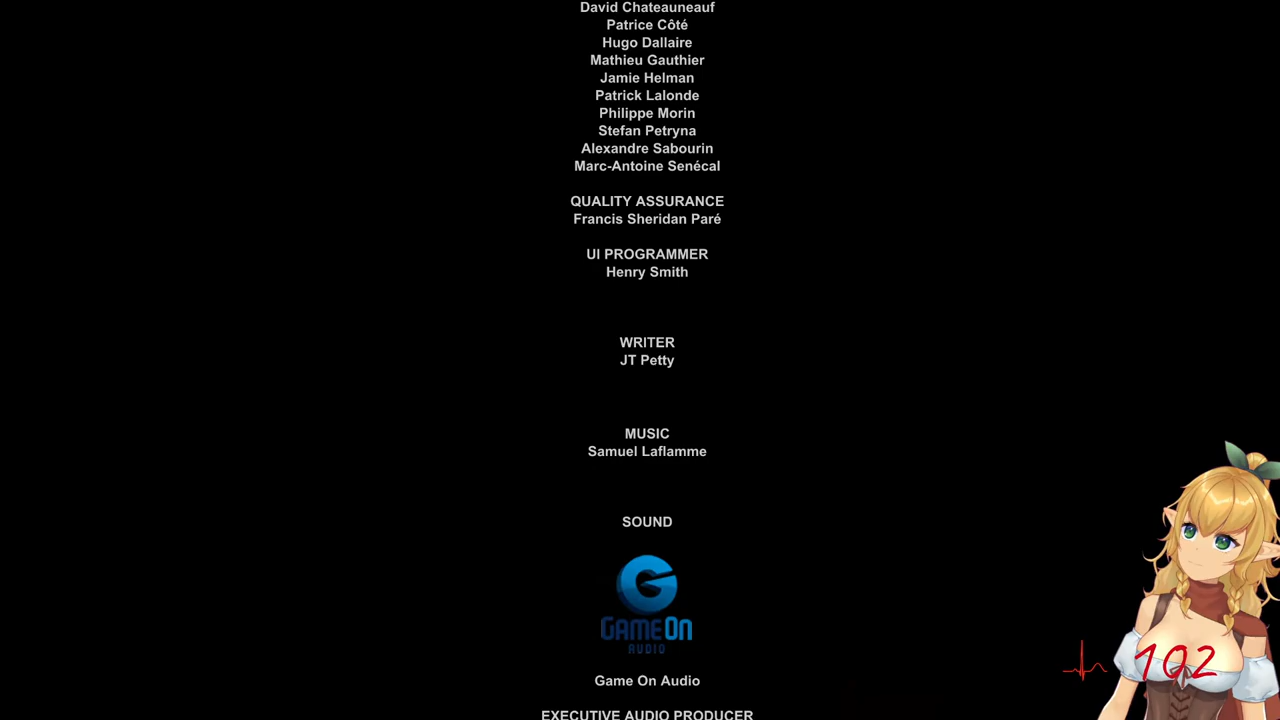 David Chateauneuf
Patrice Côté
Hugo Dallaire
Mathieu Gauthier
Jamie Helman
Patrick Lalonde
Philippe Morin
Stefan Petryna
Alexandre Sabourin
Marc-Antoine Senécal
QUALITY ASSURANCE
Francis Sheridan Paré
UI PROGRAMMER
Henry Smith
WRITER
JT Petty
MUSIC
Samuel Laflamme
SOUND
GAMEON
AUDIO
Game On Audio
EXECUTIVE AUDIO PRODUCER
102